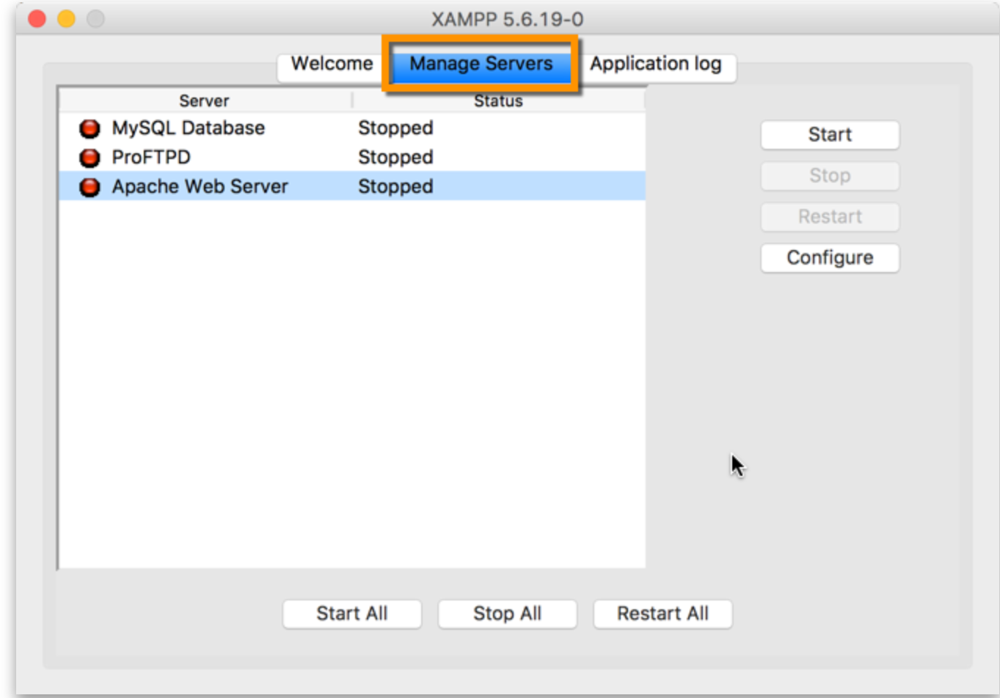 XAMPP 5.6.19-0
Welcome Manage Servers Application log
Server Status
MySQL Database Stopped
ProFTPD Stopped
Apache Web Server Stopped
Start
Stop
Restart
Configure
Start All Stop All Restart All